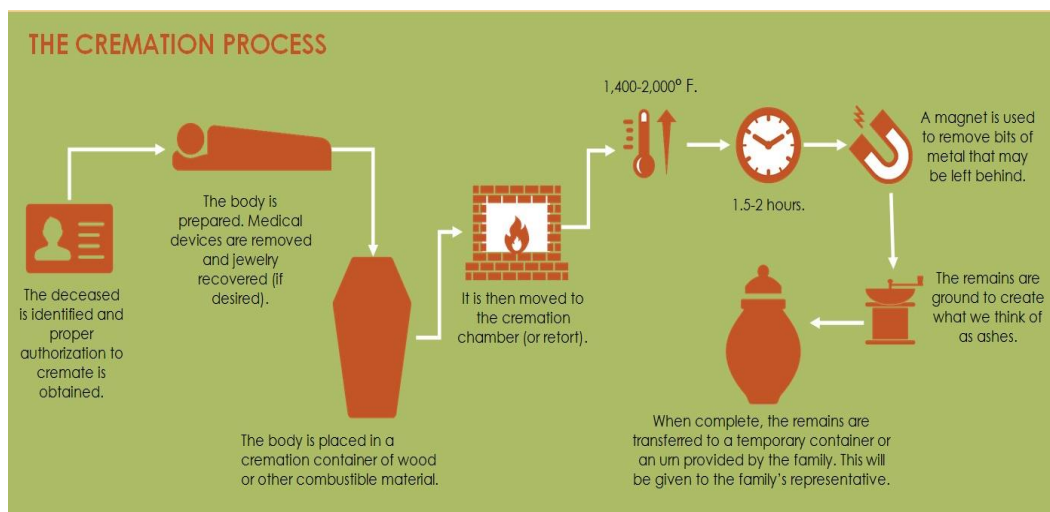 THE CREMATION PROCESS
The deceased
is identified and
proper
authorization to
cremate is
obtained.
The body is
prepared. Medical
devices are removed
and jewelry
recovered (if
desired).
The body is placed in a
cremation container of wood
or other combustible material.
It is then moved to
the cremation
chamber (or retort).
1,400-2,000° F.
1.5-2 hours.
A magnet is used
to remove bits of
metal that may
be left behind.
The remains are
ground to create
what we think of
as ashes.
When complete, the remains are
transferred to a temporary container or
an urn provided by the family. This will
be given to the family's representative.